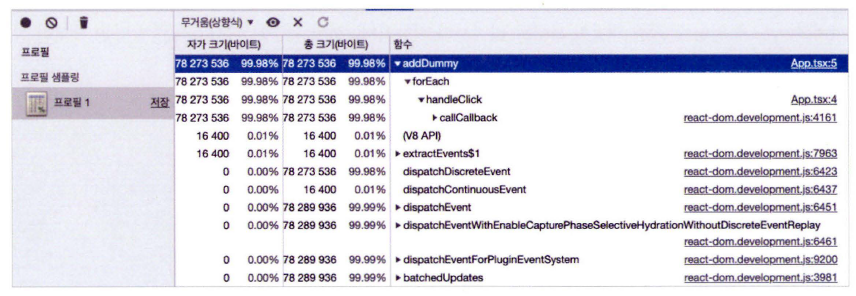 무거움(상향식) ▼
프로필
프로필 샘플링
프로필 1 저장
자가 크기(바이트) 총 크기(바이트) 함수
78 273 536 99.98% 78 273 536 99.98% ▼addDummy App.tsx:5
78 273 536 99.98% 78 273 536 99.98% ▼forEach
78 273 536 99.98% 78 273 536 99.98% ▼handleClick App.tsx:4
78 273 536 99.98% 78 273 536 99.98% ▶callCallback react-dom.development.js:4161
16 400 0.01% 16 400 0.01% (V8 API)
16 400 0.01% 16 400 0.01% ▶extractEvents$1 react-dom.development.js:7963
0 0.00% 78 273 536 99.98% dispatchDiscreteEvent react-dom.development.js:6423
0 0.00% 16 400 0.01% dispatchContinuousEvent react-dom.development.js:6437
0 0.00% 78 289 936 99.99% ▶dispatchEvent react-dom.development.js:6451
0 0.00% 78 289 936 99.99% ▶dispatchEventWithEnableCapturePhaseSelectiveHydrationWithoutDiscreteEventReplay
react-dom.development.js:6461
0 0.00% 78 289 936 99.99% ▶dispatchEventForPluginEventSystem react-dom.development.js:9200
0 0.00% 78 289 936 99.99% ▶batchedUpdates react-dom.development.js:3981